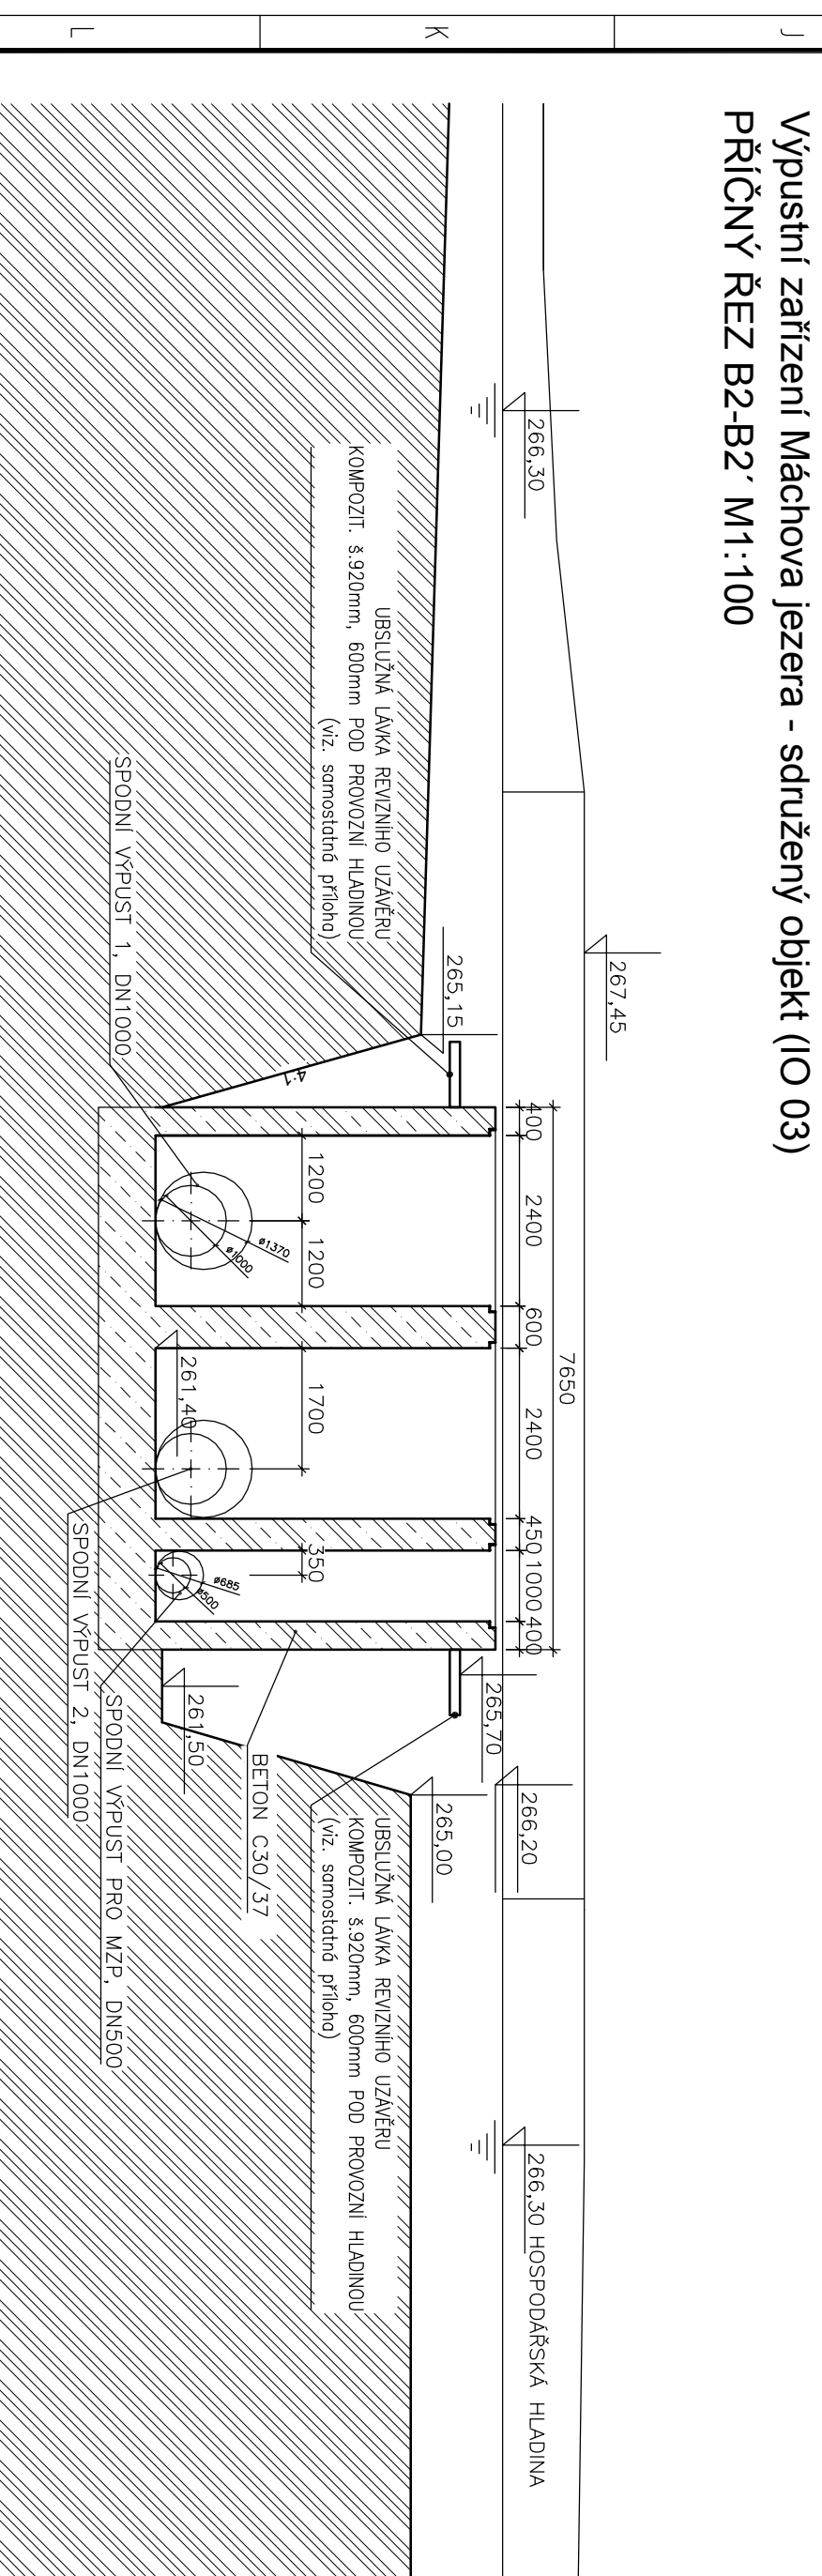 Výpustní zařízení Máchova jezera - sdružený objekt (IO 03)
PŘÍČNÝ ŘEZ B2-B2´ M1:100
J
K
L
266,30
267,45
UBSLUŽNÁ LÁVKA REVIZNÍHO UZÁVĚRU
KOMPOZIT. š.920mm, 600mm POD PROVOZNÍ HLADINOU
(viz. samostatná příloha)
265,15
SPODNÍ VÝPUST 1, DN1000
4:1
7650
400
2400
600
2400
450
1000
400
1200
1200
1700
350
ø1370
ø1000
ø685
ø500
261,40
SPODNÍ VÝPUST 2, DN1000
SPODNÍ VÝPUST PRO MZP, DN500
261,50
BETON C30/37
265,70
266,20
265,00
UBSLUŽNÁ LÁVKA REVIZNÍHO UZÁVĚRU
KOMPOZIT. š.920mm, 600mm POD PROVOZNÍ HLADINOU
(viz. samostatná příloha)
266,30 HOSPODÁŘSKÁ HLADINA